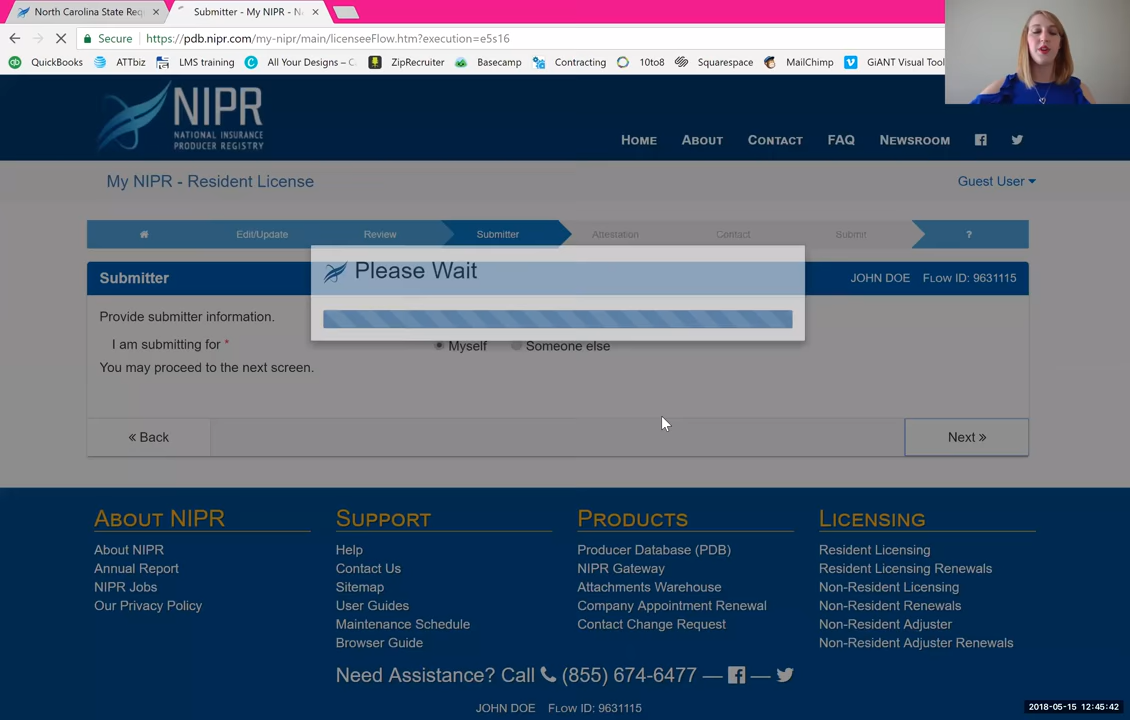 North Carolina State Req
Submitter - My NIPR - N
Secure
https://pdb.nipr.com/my-nipr/main/licenseeFlow.htm?execution=e5s16
QuickBooks ATTbiz LMS training All Your Designs – C ZipRecruiter Basecamp Contracting 10to8 Squarespace MailChimp GiANT Visual Tool
NIPR
NATIONAL INSURANCE
PRODUCER REGISTRY
HOME ABOUT CONTACT FAQ NEWSROOM
My NIPR - Resident License
Guest User
Edit/Update Review Submitter Attestation Contact Submit ?
Please Wait
Submitter
JOHN DOE FLOW ID: 9631115
Provide submitter information.
I am submitting for * Myself Someone else
You may proceed to the next screen.
« Back
Next »
ABOUT NIPR
About NIPR
Annual Report
NIPR Jobs
Our Privacy Policy
SUPPORT
Help
Contact Us
Sitemap
User Guides
Maintenance Schedule
Browser Guide
PRODUCTS
Producer Database (PDB)
NIPR Gateway
Attachments Warehouse
Company Appointment Renewal
Contact Change Request
LICENSING
Resident Licensing
Resident Licensing Renewals
Non-Resident Licensing
Non-Resident Renewals
Non-Resident Adjuster
Non-Resident Adjuster Renewals
Need Assistance? Call (855) 674-6477 — —
JOHN DOE FLOW ID: 9631115
2018-05-15 12:45:42